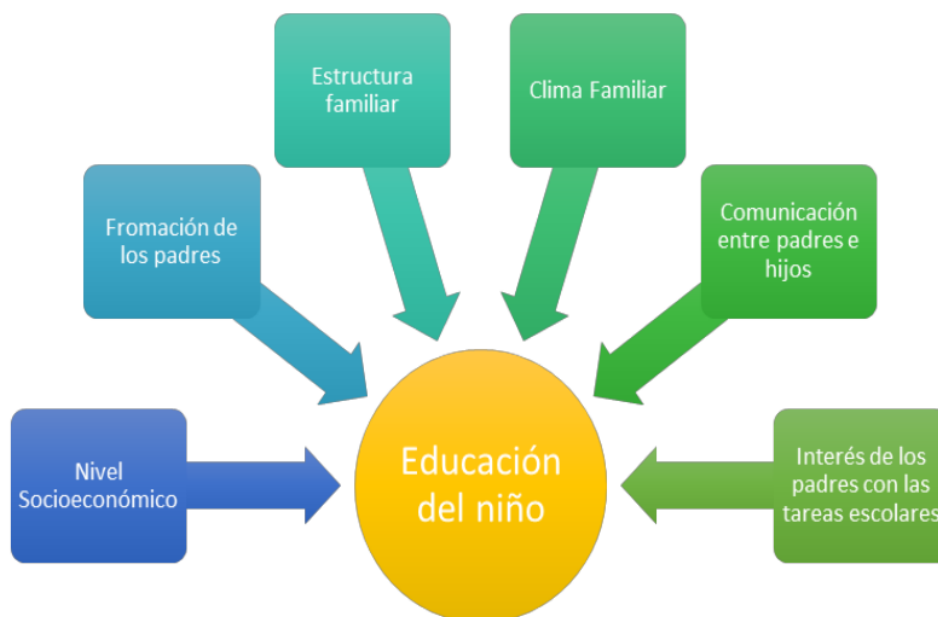 Estructura
familiar
Clima Familiar
Fromación de
los padres
Comunicación
entre padres e
hijos
Nivel
Socioeconómico
Educación
del niño
Interés de los
padres con las
tareas escolares